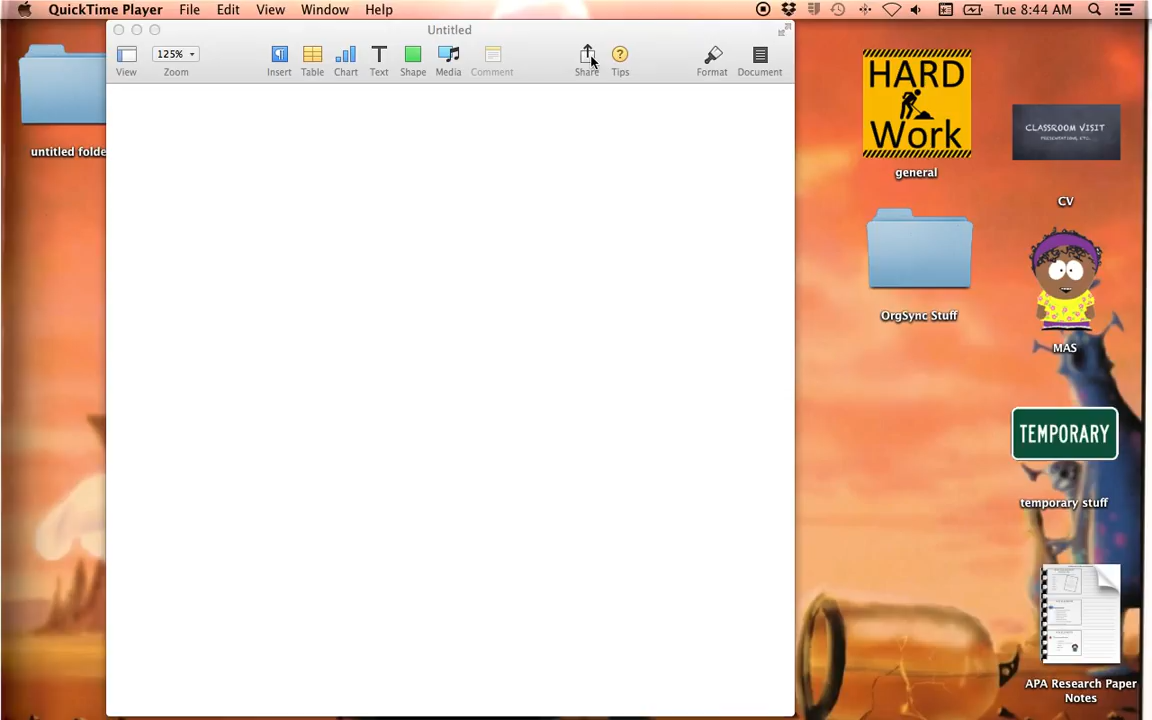 QuickTime Player File Edit View Window Help Tue 8:44 AM
Untitled
125%
View Zoom Insert Table Chart Text Shape Media Comment Share Tips Format Document
untitled folde
HARD
Work
general
CLASSROOM VISIT
PRESENTATIONS, ETC...
CV
OrgSync Stuff
MAS
TEMPORARY
temporary stuff
APA Research Paper
Notes